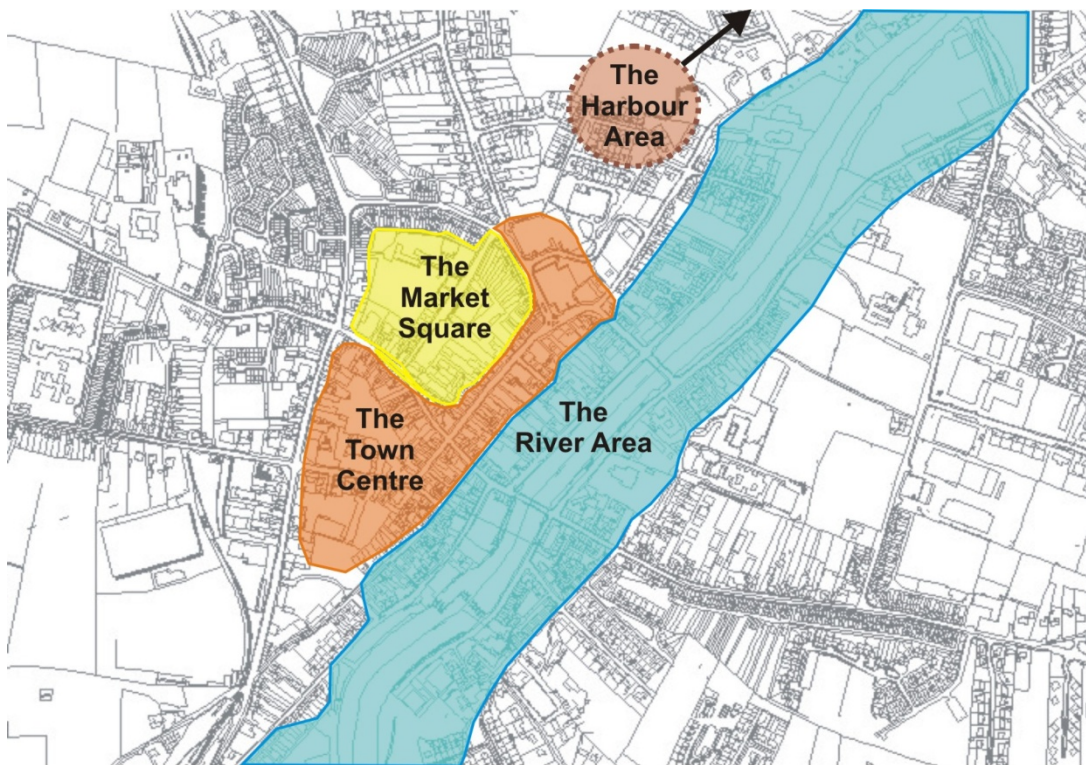 The
Harbour
Area
The
Market
Square
The
Town
Centre
The
River Area